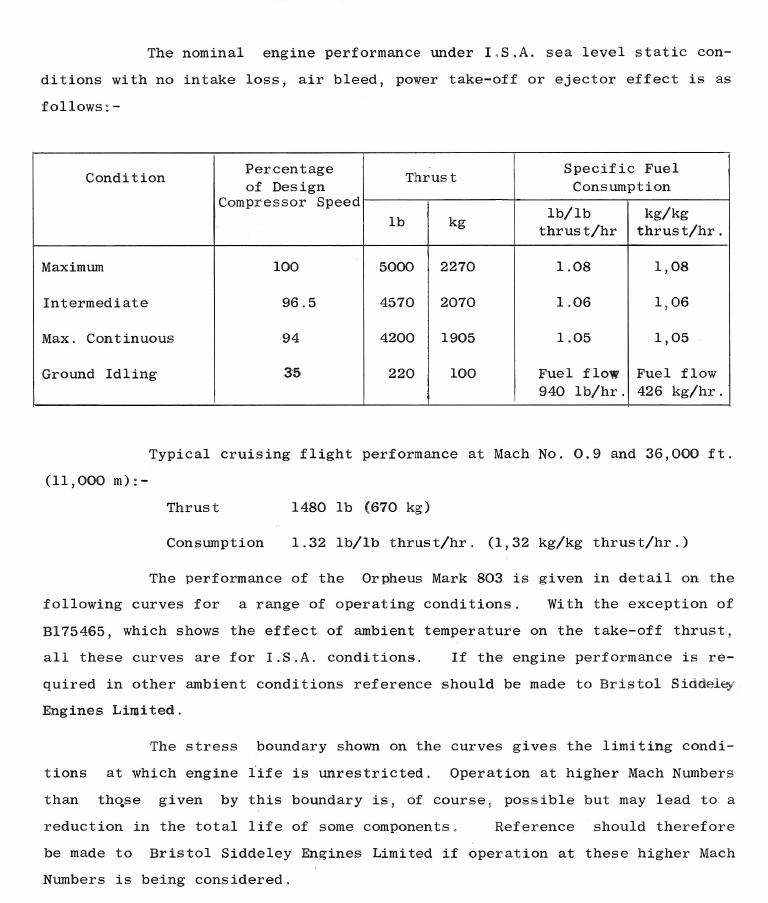 The nominal engine performance under I.S.A. sea level static con-
ditions with no intake loss, air bleed, power take-off or ejector effect is as
follows:-
Condition
Percentage
of Design
Compressor Speed
Thrust
Specific Fuel
Consumption
lb
kg
lb/lb
thrust/hr
kg/kg
thrust/hr.
Maximum 100 5000 2270 1.08 1,08
Intermediate 96.5 4570 2070 1.06 1,06
Max. Continuous 94 4200 1905 1.05 1,05
Ground Idling 35 220 100 Fuel flow Fuel flow
940 lb/hr. 426 kg/hr.
Typical cruising flight performance at Mach No. 0.9 and 36,000 ft.
(11,000 m):-
Thrust 1480 lb (670 kg)
Consumption 1.32 lb/lb thrust/hr. (1,32 kg/kg thrust/hr.)
The performance of the Orpheus Mark 803 is given in detail on the
following curves for a range of operating conditions. With the exception of
B175465, which shows the effect of ambient temperature on the take-off thrust,
all these curves are for I.S.A. conditions. If the engine performance is re-
quired in other ambient conditions reference should be made to Bristol Siddeley
Engines Limited.
The stress boundary shown on the curves gives the limiting condi-
tions at which engine life is unrestricted. Operation at higher Mach Numbers
than those given by this boundary is, of course, possible but may lead to a
reduction in the total life of some components. Reference should therefore
be made to Bristol Siddeley Engines Limited if operation at these higher Mach
Numbers is being considered.